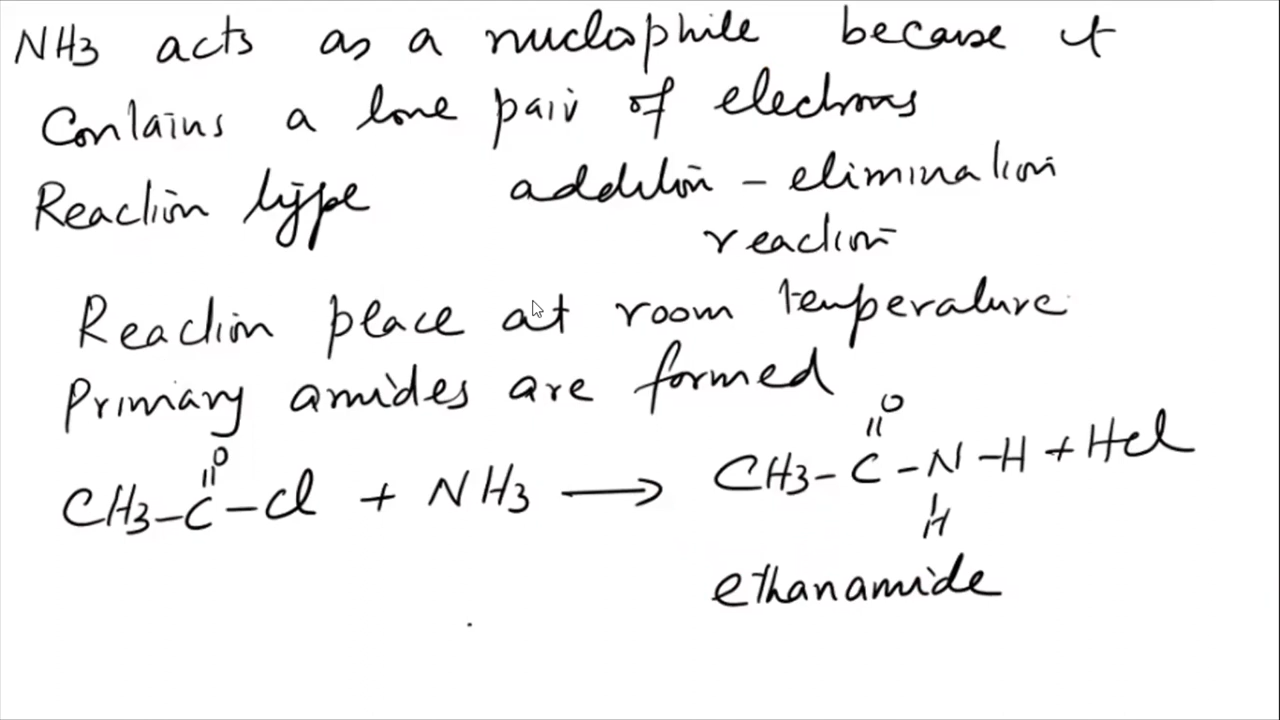 NH3 acts as a nucleophile because it
Contains a lone pair of electrons
Reaction type addition - elimination
reaction
Reaction place at room temperature
Primary amides are formed
O O
CH3-C-Cl + NH3 ⟶ CH3-C-N-H + HCl
H
ethanamide